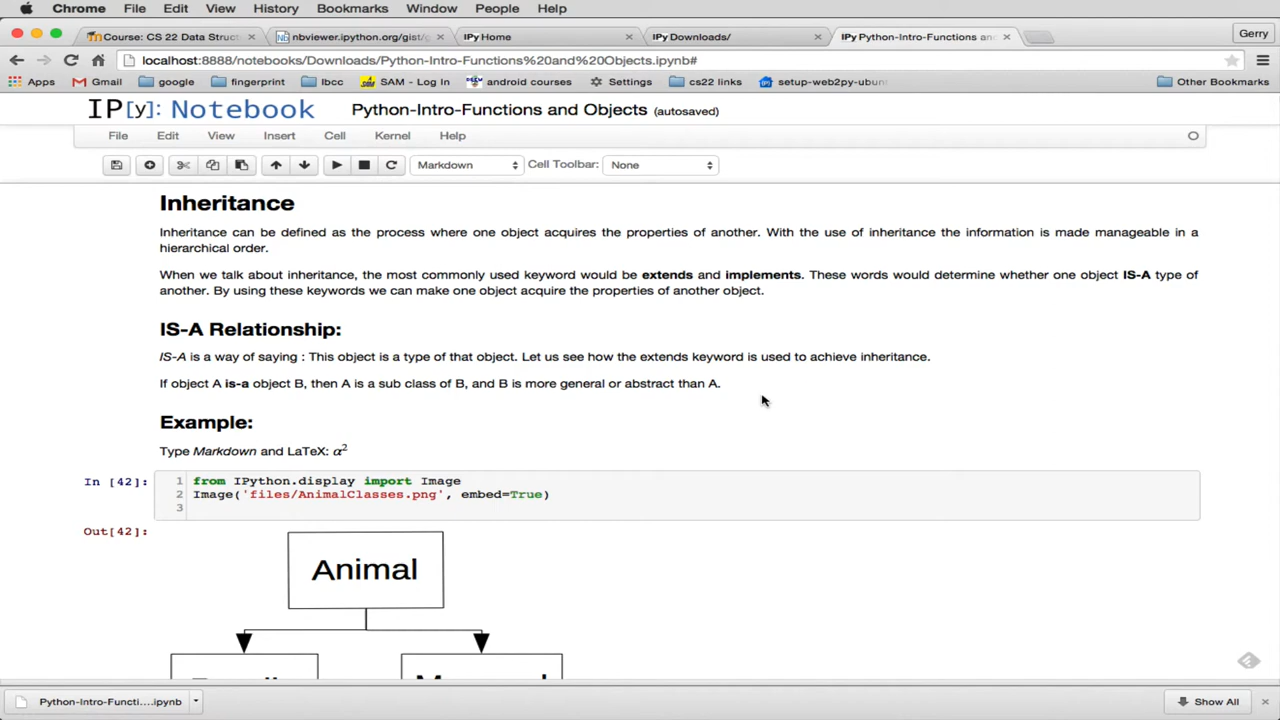 Chrome File Edit View History Bookmarks Window People Help
Course: CS 22 Data Struct nbviewer.ipython.org/gist/g IPy Home IPy Downloads/ IPy Python-Intro-Functions and Gerry
localhost:8888/notebooks/Downloads/Python-Intro-Functions%20and%20Objects.ipynb#
Apps Gmail google fingerprint lbcc SAM - Log In android courses Settings cs22 links setup-web2py-ubun Other Bookmarks
IP[y]: Notebook Python-Intro-Functions and Objects (autosaved)
File Edit View Insert Cell Kernel Help
Markdown Cell Toolbar: None
Inheritance
Inheritance can be defined as the process where one object acquires the properties of another. With the use of inheritance the information is made manageable in a
hierarchical order.
When we talk about inheritance, the most commonly used keyword would be extends and implements. These words would determine whether one object IS-A type of
another. By using these keywords we can make one object acquire the properties of another object.
IS-A Relationship:
IS-A is a way of saying : This object is a type of that object. Let us see how the extends keyword is used to achieve inheritance.
If object A is-a object B, then A is a sub class of B, and B is more general or abstract than A.
Example:
Type Markdown and LaTeX: α²
In [42]: 1 from IPython.display import Image
2 Image('files/AnimalClasses.png', embed=True)
3
Out[42]:
Animal
Python-Intro-Functi....ipynb Show All